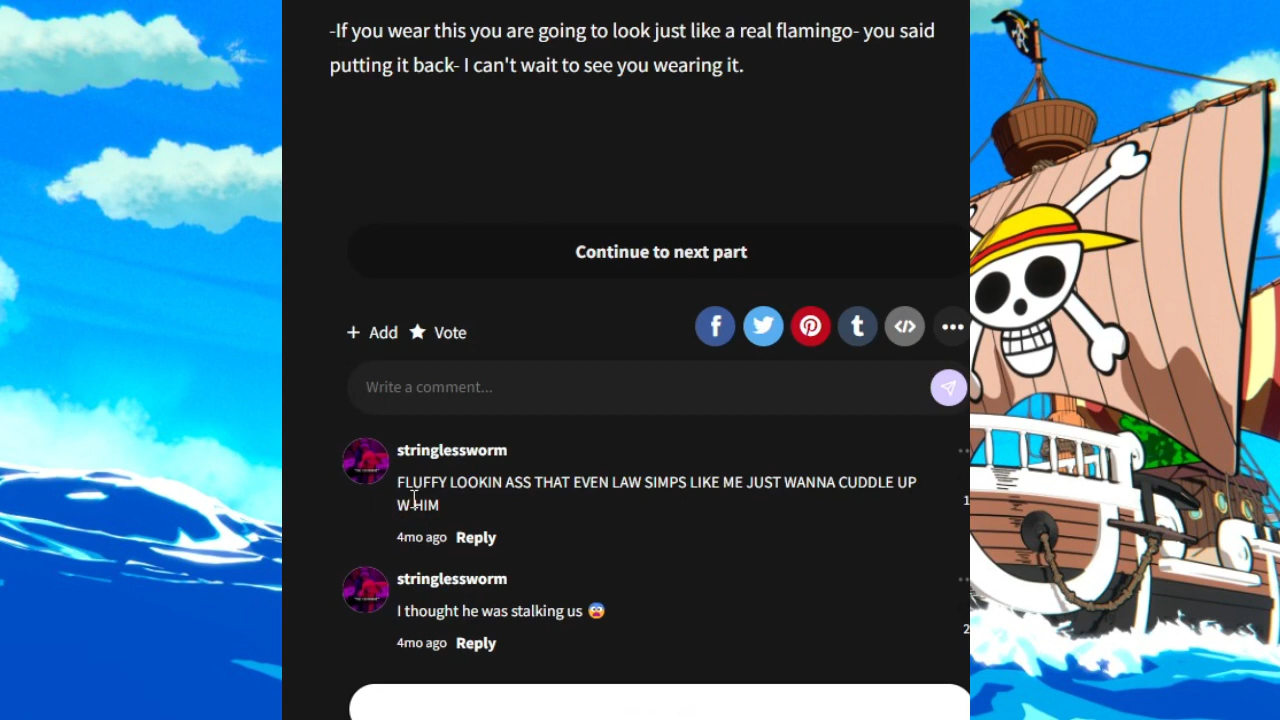 -If you wear this you are going to look just like a real flamingo- you said
putting it back- I can't wait to see you wearing it.
Continue to next part
+ Add ★ Vote
Write a comment...
stringlessworm
FLUFFY LOOKIN ASS THAT EVEN LAW SIMPS LIKE ME JUST WANNA CUDDLE UP
W HIM
1
4mo ago Reply
stringlessworm
I thought he was stalking us 😨
2
4mo ago Reply